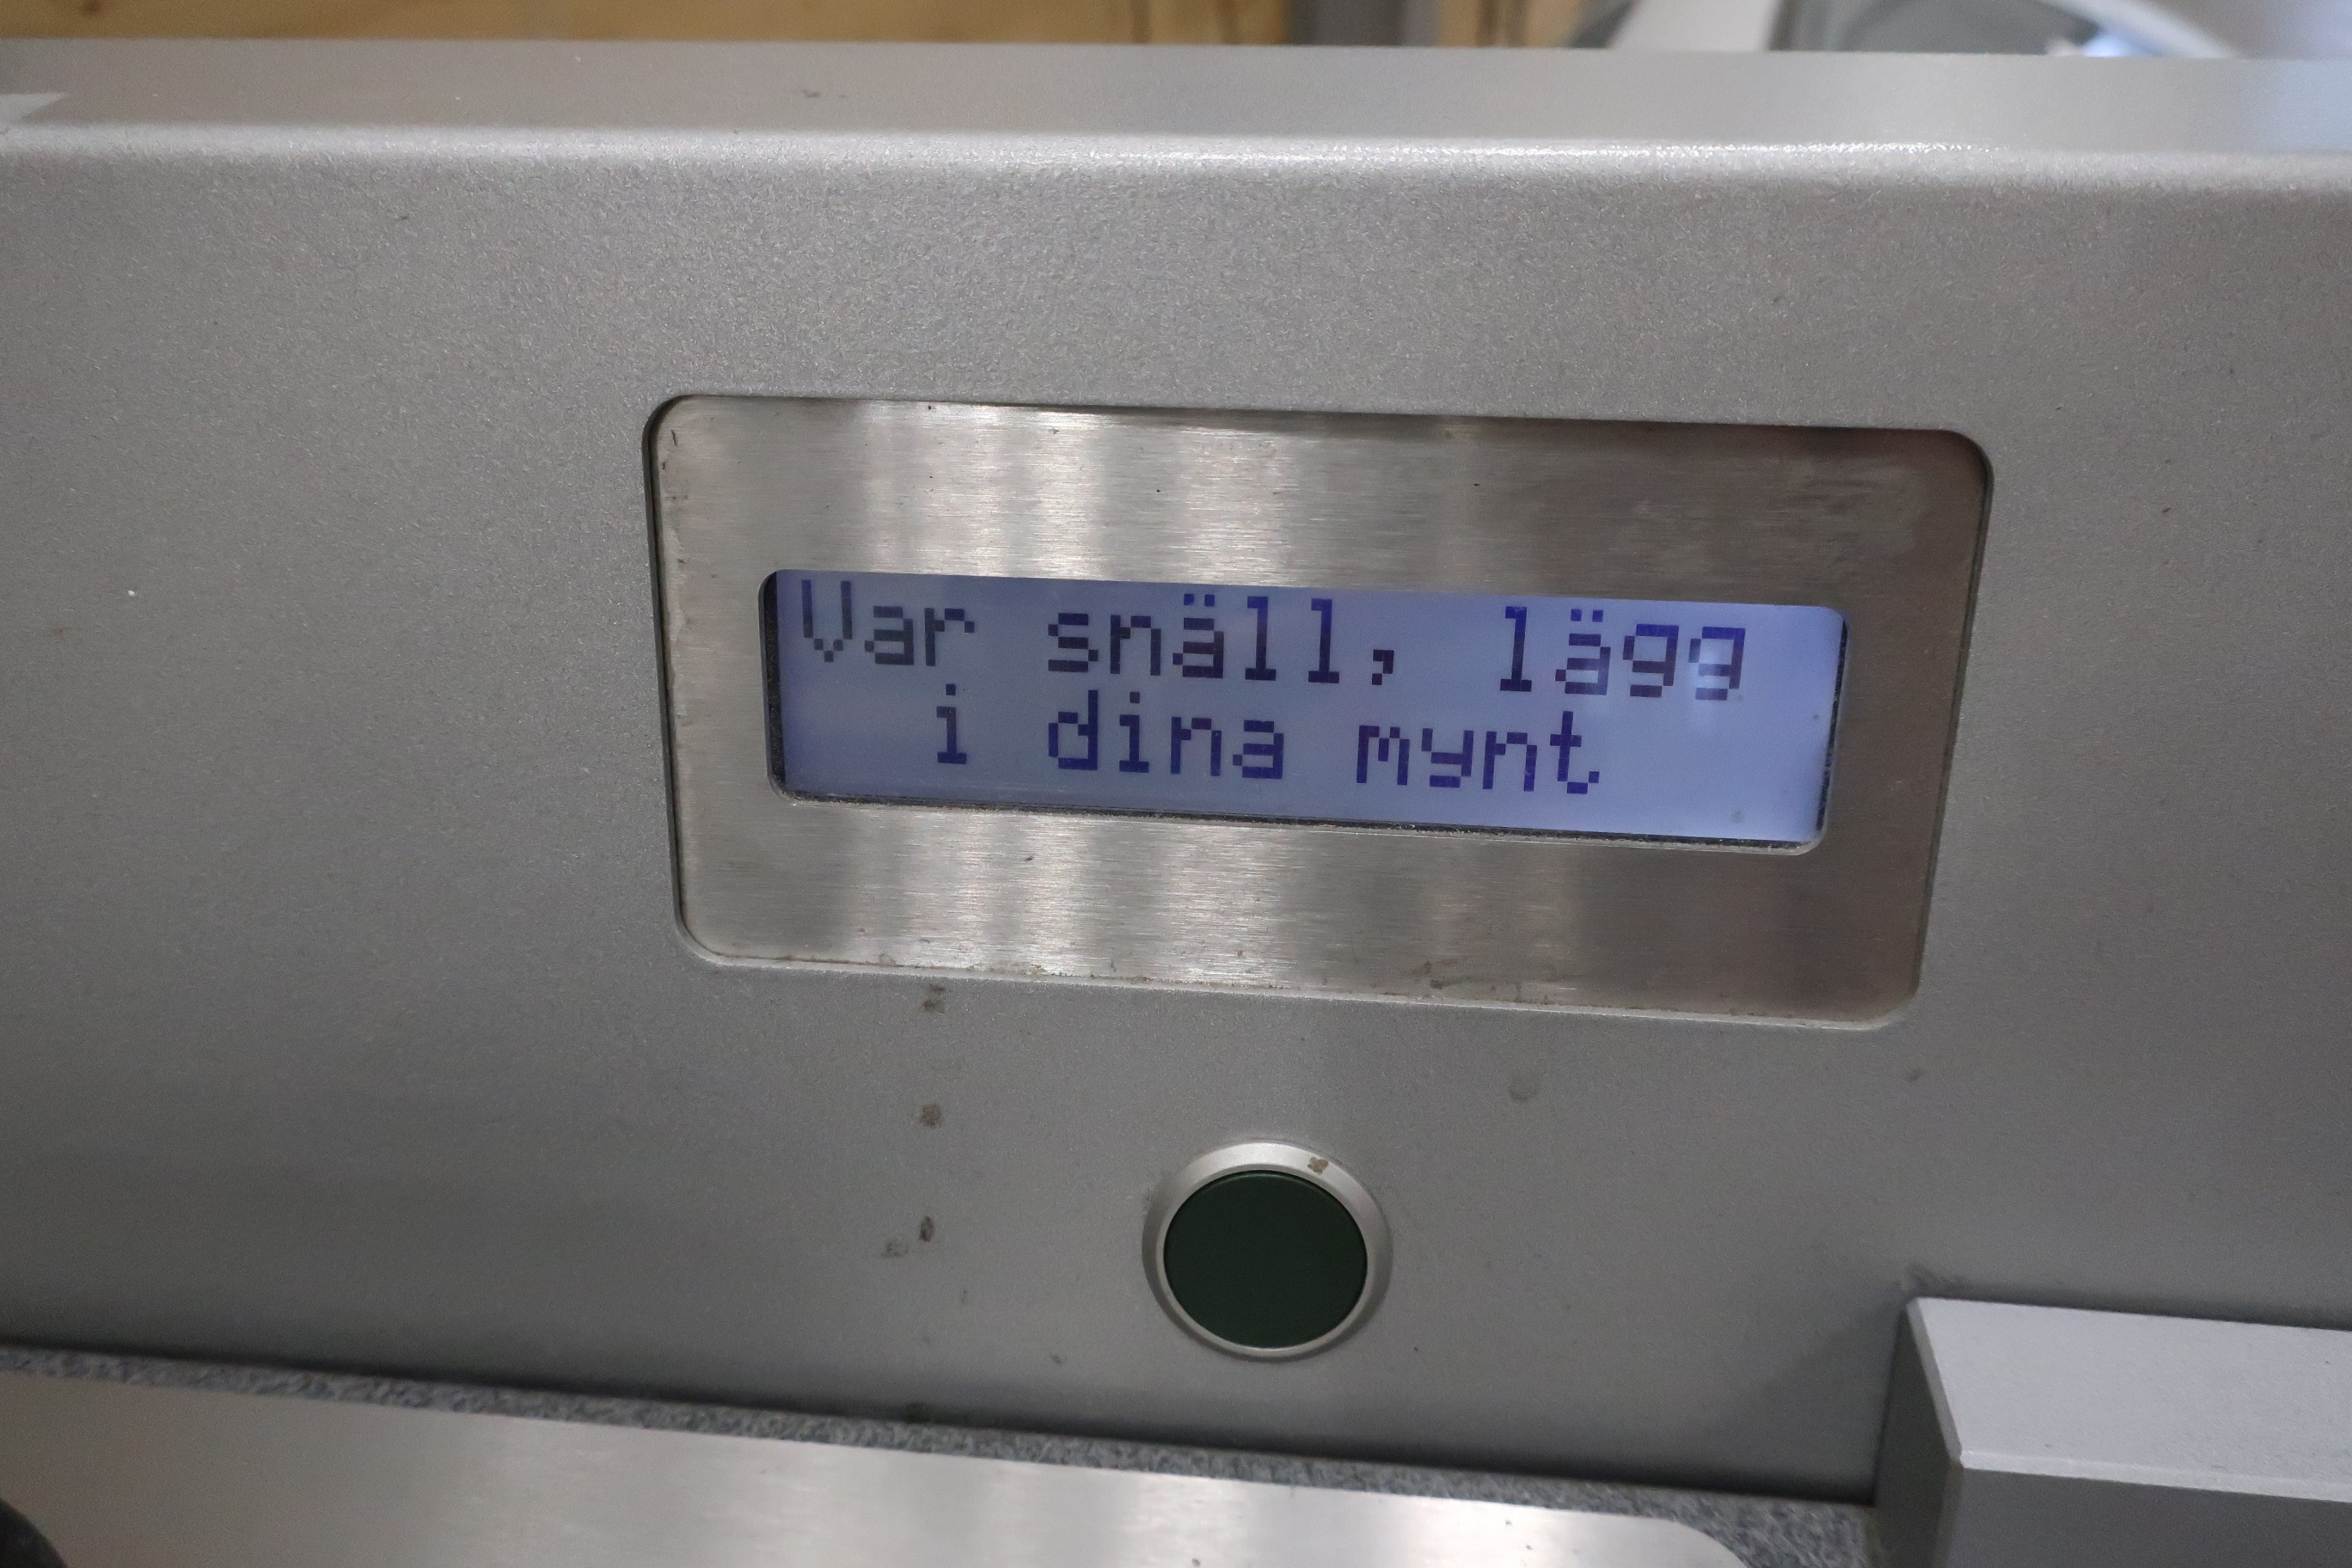 Var snäll, lägg
i dina mynt